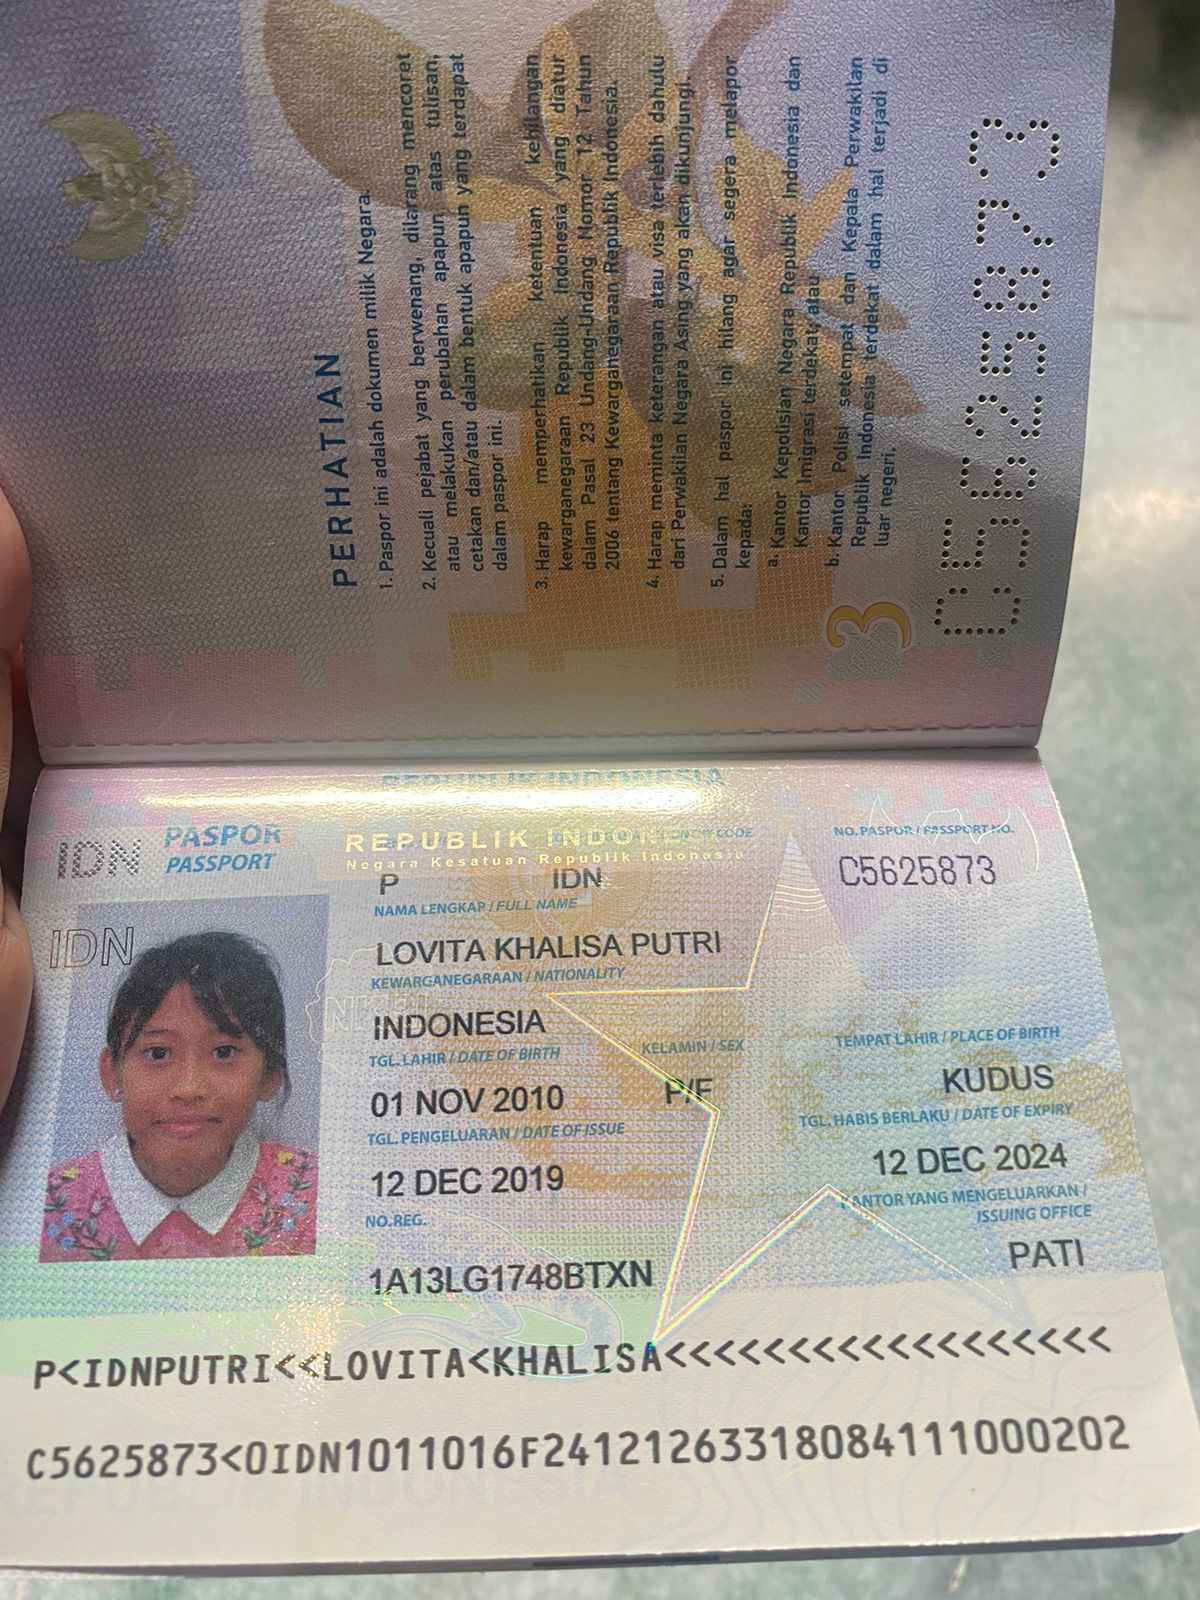 PERHATIAN
1. Paspor ini adalah dokumen milik Negara.
2. Kecuali pejabat yang berwenang, dilarang mencoret
atau melakukan perubahan apapun atas tulisan,
cetakan dan/atau dalam bentuk apapun yang terdapat
dalam paspor ini.
3. Harap memperhatikan ketentuan kehilangan
kewarganegaraan Republik Indonesia yang diatur
dalam Pasal 23 Undang-Undang Nomor 12 Tahun
2006 tentang Kewarganegaraan Republik Indonesia.
4. Harap meminta keterangan atau visa terlebih dahulu
dari Perwakilan Negara Asing yang akan dikunjungi.
5. Dalam hal paspor ini hilang agar segera melapor
kepada:
a. Kantor Kepolisian Negara Republik Indonesia dan
Kantor Imigrasi terdekat; atau
b. Kantor Polisi setempat dan Kepala Perwakilan
Republik Indonesia terdekat dalam hal terjadi di
luar negeri.
3
C5625873
REPUBLIK INDONESIA
IDN PASPOR
PASSPORT
REPUBLIK INDONESIA
Negara Kesatuan Republik Indonesia
CODE
NO. PASPOR / PASSPORT NO.
P IDN C5625873
IDN
NAMA LENGKAP / FULL NAME
LOVITA KHALISA PUTRI
KEWARGANEGARAAN / NATIONALITY
INDONESIA
TGL. LAHIR / DATE OF BIRTH KELAMIN / SEX TEMPAT LAHIR / PLACE OF BIRTH
01 NOV 2010 P/F KUDUS
TGL. PENGELUARAN / DATE OF ISSUE TGL. HABIS BERLAKU / DATE OF EXPIRY
12 DEC 2019 12 DEC 2024
NO.REG. KANTOR YANG MENGELUARKAN /
ISSUING OFFICE
1A13LG1748BTXN PATI
P<IDNPUTRI<<LOVITA<KHALISA<<<<<<<<<<<<<<<<<<
C5625873<0IDN1011016F24121263318084111000202
REPUBLIK INDONESIA